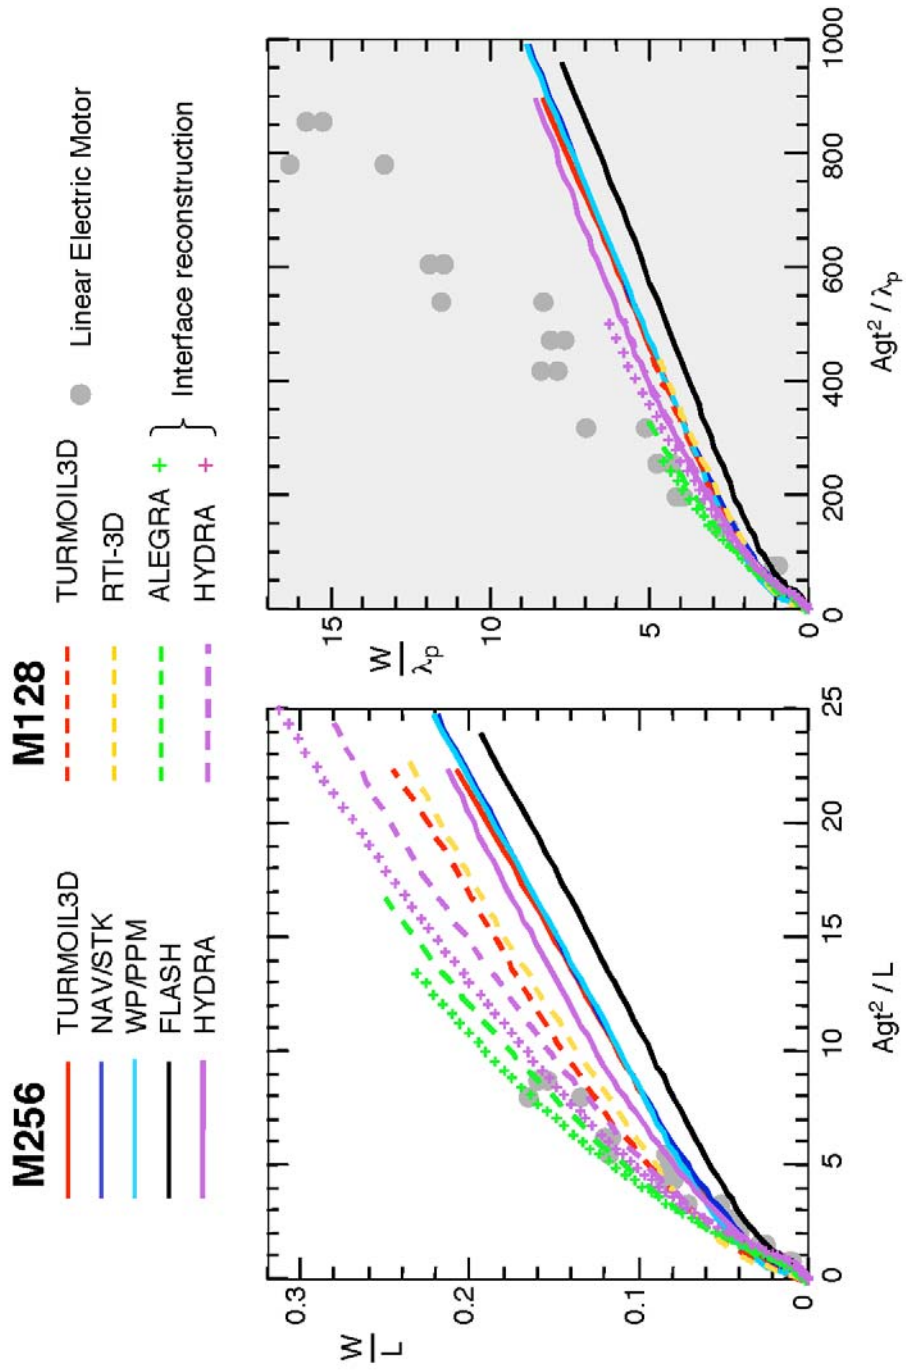 M256
TURMOIL3D
NAV/STK
WP/PPM
FLASH
HYDRA
M128
TURMOIL3D
RTI-3D
ALEGRA +
HYDRA +
} Interface reconstruction
Linear Electric Motor
W
L
0.3
0.2
0.1
0
0
5
10
15
20
25
Agt² / L
W
λp
15
10
5
0
0
200
400
600
800
1000
Agt² / λp